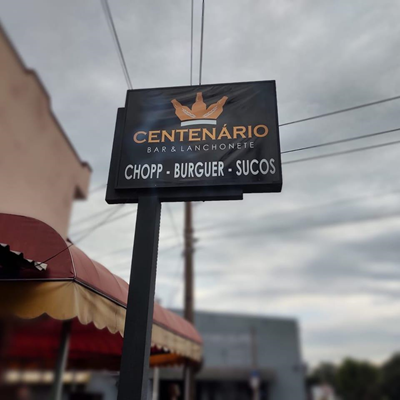 CENTENÁRIO
BAR & LANCHONETE
CHOPP - BURGUER - SUCOS